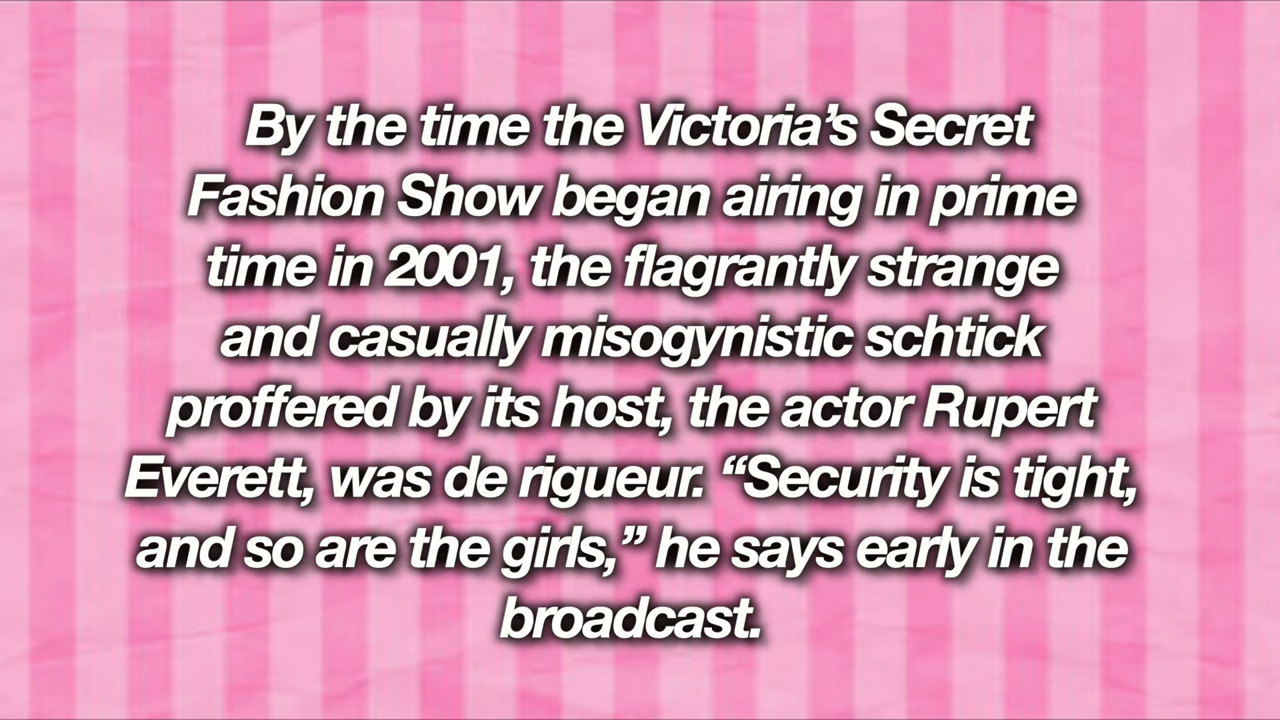 By the time the Victoria’s Secret
Fashion Show began airing in prime
time in 2001, the flagrantly strange
and casually misogynistic schtick
proffered by its host, the actor Rupert
Everett, was de rigueur. “Security is tight,
and so are the girls,” he says early in the
broadcast.